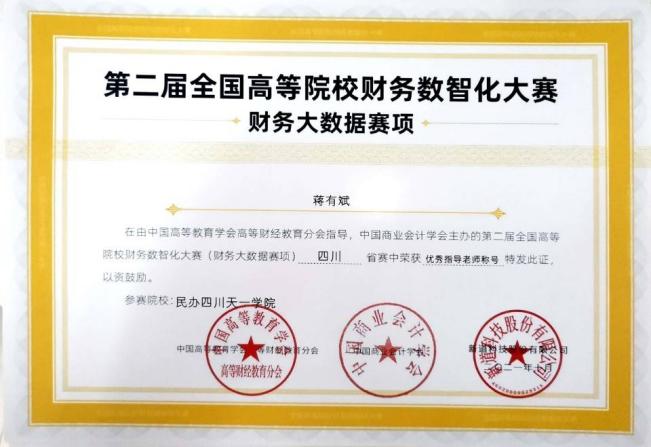 第二届全国高等院校财务数智化大赛
财务大数据赛项
蒋有斌
在由中国高等教育学会高等财经教育分会指导，中国商业会计学会主办的第二届全国高等
院校财务数智化大赛（财务大数据赛项） 四川 省赛中荣获 优秀指导老师称号 特发此证，
以资鼓励。
参赛院校：民办四川天一学院
中国高等教育学会高等财经教育分会 中国商业会计学会 新道科技股份有限公司
二〇二一年 月
中国高等教育学会
高等财经教育分会
中国商业会计学会
新道科技股份有限公司